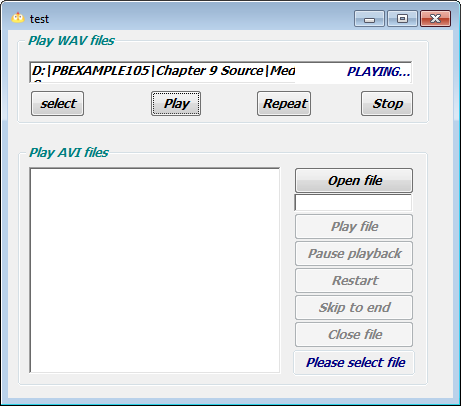 test
Play WAV files
D:\PBEXAMPLE105\Chapter 9 Source\Med
PLAYING...
select
Play
Repeat
Stop
Play AVI files
Open file
Play file
Pause playback
Restart
Skip to end
Close file
Please select file